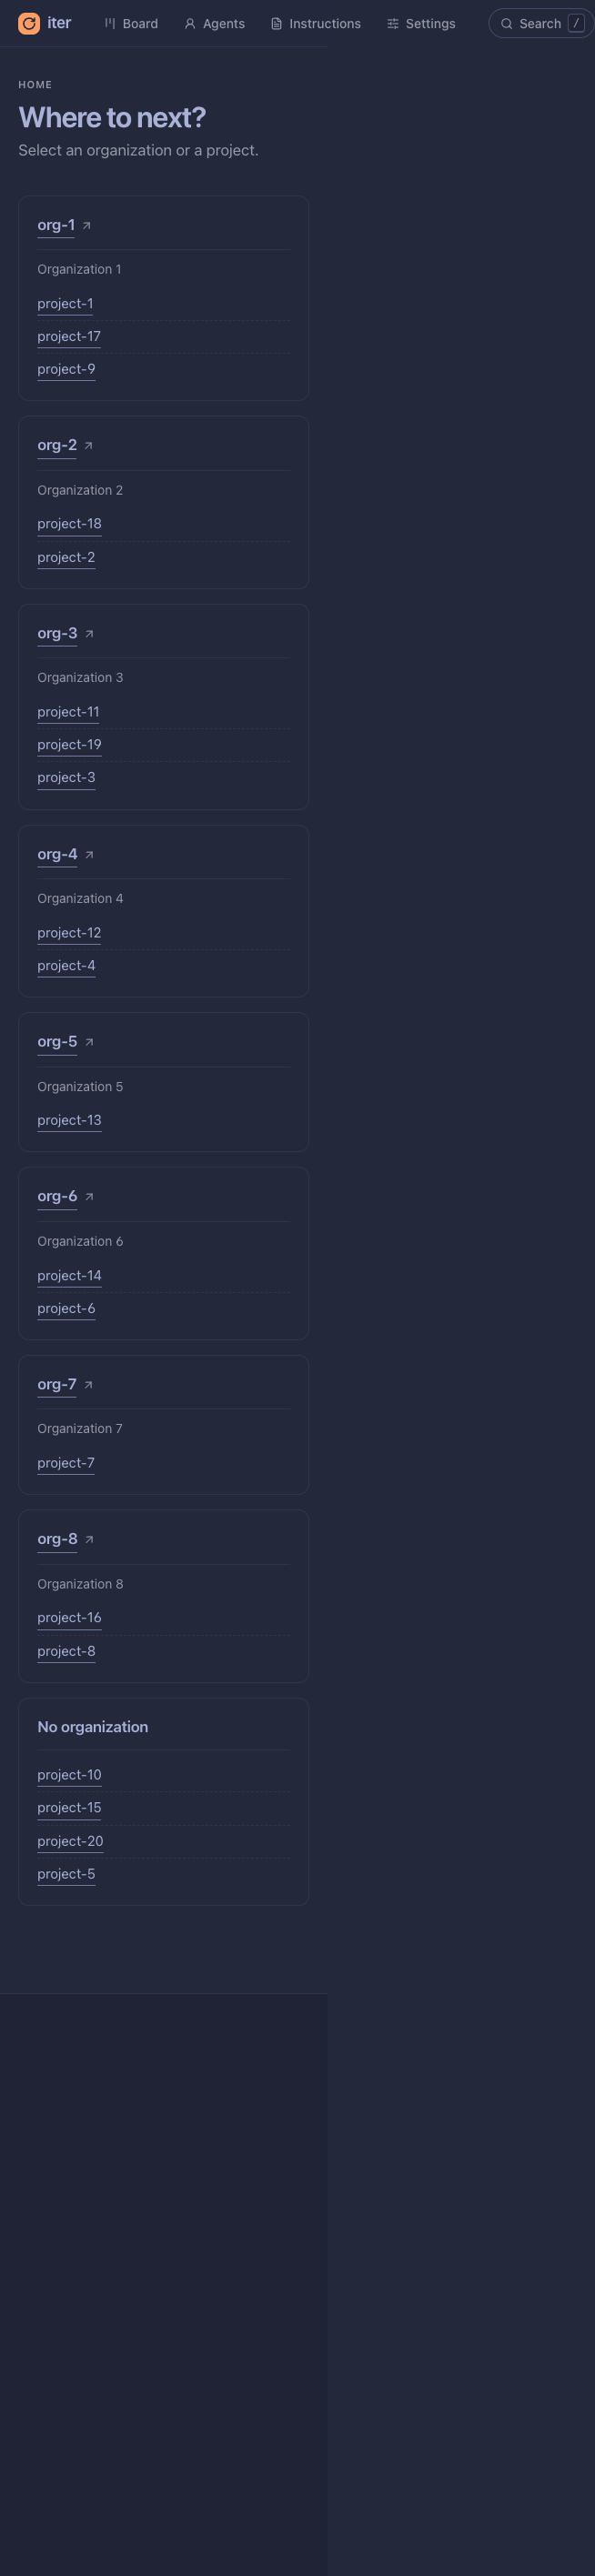 iter Board Agents Instructions Settings Search /
HOME
Where to next?
Select an organization or a project.
org-1
Organization 1
project-1
project-17
project-9
org-2
Organization 2
project-18
project-2
org-3
Organization 3
project-11
project-19
project-3
org-4
Organization 4
project-12
project-4
org-5
Organization 5
project-13
org-6
Organization 6
project-14
project-6
org-7
Organization 7
project-7
org-8
Organization 8
project-16
project-8
No organization
project-10
project-15
project-20
project-5